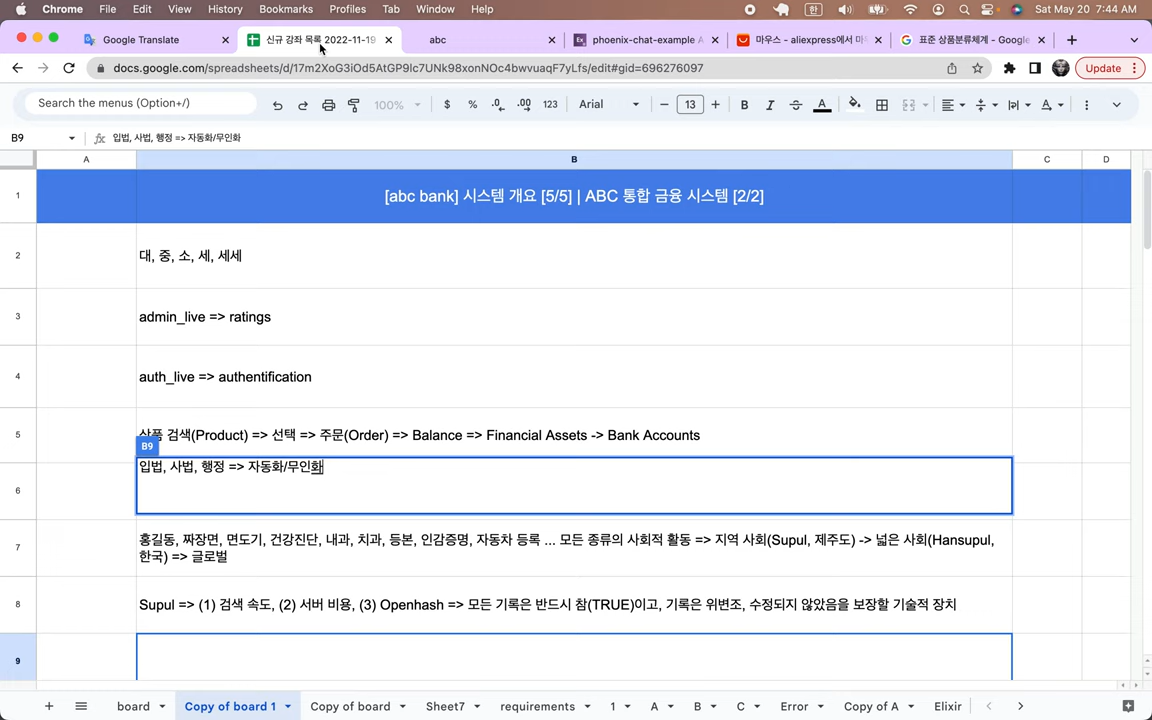 Chrome File Edit View History Bookmarks Profiles Tab Window Help 한 Sat May 20 7:44 AM
Google Translate 신규 강좌 목록 2022-11-19 abc phoenix-chat-example A 마우스 - aliexpress에서 마우 표준 상품분류체계 - Google
docs.google.com/spreadsheets/d/17m2XoG3iOd5AtGP9lc7UNk98xonNOc4bwvuaqF7yLfs/edit#gid=696276097 Update
Search the menus (Option+/) 100% $ % .0 .00 123 Arial 13 B I S A
B9 fx 입법, 사법, 행정 => 자동화/무인화
A B C D
1 [abc bank] 시스템 개요 [5/5] | ABC 통합 금융 시스템 [2/2]
2 대, 중, 소, 세, 세세
3 admin_live => ratings
4 auth_live => authentification
5 상품 검색(Product) => 선택 => 주문(Order) => Balance => Financial Assets -> Bank Accounts
B9
6 입법, 사법, 행정 => 자동화/무인화
7 홍길동, 짜장면, 면도기, 건강진단, 내과, 치과, 등본, 인감증명, 자동차 등록 ... 모든 종류의 사회적 활동 => 지역 사회(Supul, 제주도) -> 넓은 사회(Hansupul,
한국) => 글로벌
8 Supul => (1) 검색 속도, (2) 서버 비용, (3) Openhash => 모든 기록은 반드시 참(TRUE)이고, 기록은 위변조, 수정되지 않았음을 보장할 기술적 장치
9
board Copy of board 1 Copy of board Sheet7 requirements 1 A B C Error Copy of A Elixir